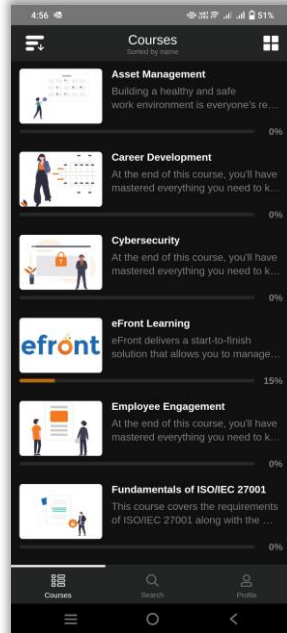 4:56
51%
Courses
Sorted by name
Asset Management
Building a healthy and safe
work environment is everyone's re...
0%
Career Development
At the end of this course, you'll have
mastered everything you need to k...
0%
Cybersecurity
At the end of this course, you'll have
mastered everything you need to k...
0%
efront
eFront Learning
eFront delivers a start-to-finish
solution that allows you to manage...
15%
Employee Engagement
At the end of this course, you'll have
mastered everything you need to k...
0%
Fundamentals of ISO/IEC 27001
This course covers the requirements
of ISO/IEC 27001 along with the ...
0%
Courses
Search
Profile